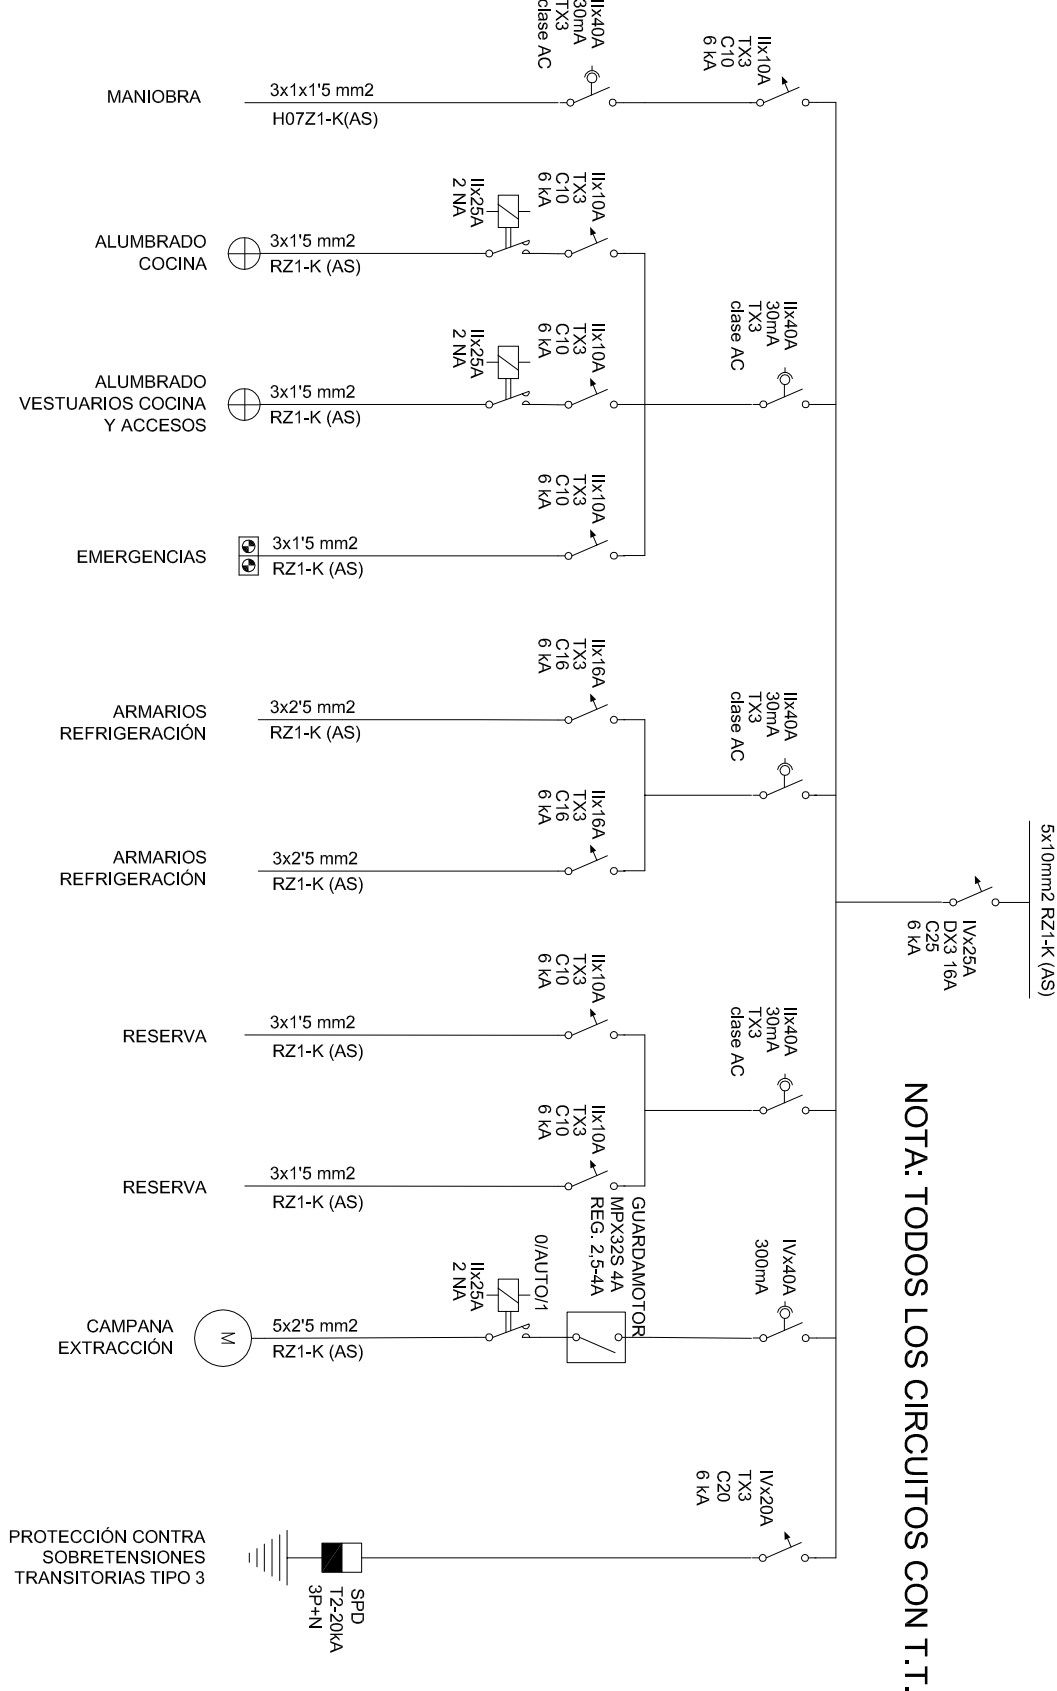 IIx40A
30mA
TX3
clase AC
IIx10A
TX3
C10
6 kA
MANIOBRA
3x1x1'5 mm2
H07Z1-K(AS)
IIx25A
2 NA
IIx10A
TX3
C10
6 kA
ALUMBRADO
COCINA
3x1'5 mm2
RZ1-K (AS)
IIx40A
30mA
TX3
clase AC
IIx25A
2 NA
IIx10A
TX3
C10
6 kA
ALUMBRADO
VESTUARIOS COCINA
Y ACCESOS
3x1'5 mm2
RZ1-K (AS)
IIx10A
TX3
C10
6 kA
EMERGENCIAS
3x1'5 mm2
RZ1-K (AS)
IIx16A
TX3
C16
6 kA
ARMARIOS
REFRIGERACIÓN
3x2'5 mm2
RZ1-K (AS)
IIx40A
30mA
TX3
clase AC
IIx16A
TX3
C16
6 kA
ARMARIOS
REFRIGERACIÓN
3x2'5 mm2
RZ1-K (AS)
5x10mm2 RZ1-K (AS)
IVx25A
DX3 16A
C25
6 kA
IIx10A
TX3
C10
6 kA
RESERVA
3x1'5 mm2
RZ1-K (AS)
IIx40A
30mA
TX3
clase AC
IIx10A
TX3
C10
6 kA
RESERVA
3x1'5 mm2
RZ1-K (AS)
NOTA: TODOS LOS CIRCUITOS CON T.T.
GUARDAMOTOR
MPX32S 4A
REG. 2,5-4A
0/AUTO/1
IIx25A
2 NA
IVx40A
300mA
CAMPANA
EXTRACCIÓN
M
5x2'5 mm2
RZ1-K (AS)
IVx20A
TX3
C20
6 kA
PROTECCIÓN CONTRA
SOBRETENSIONES
TRANSITORIAS TIPO 3
SPD
T2-20kA
3P+N